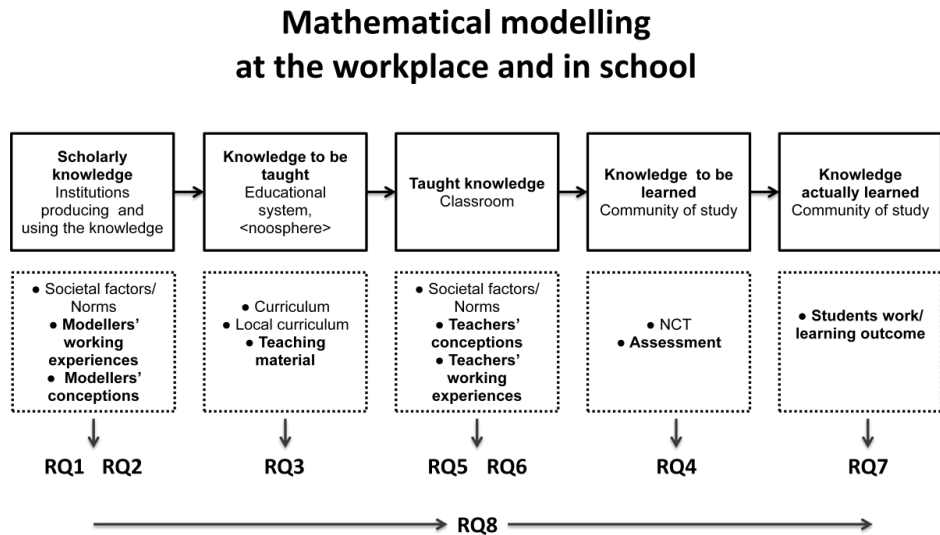 Mathematical modelling
at the workplace and in school
Scholarly
knowledge
Institutions
producing and
using the knowledge
Knowledge to be
taught
Educational
system,
<noosphere>
Taught knowledge
Classroom
Knowledge to be
learned
Community of study
Knowledge
actually learned
Community of study
● Societal factors/
Norms
● Modellers’
working
experiences
● Modellers’
conceptions
● Curriculum
● Local curriculum
● Teaching
material
● Societal factors/
Norms
● Teachers’
conceptions
● Teachers’
working
experiences
● NCT
● Assessment
● Students work/
learning outcome
RQ1 RQ2
RQ3
RQ5 RQ6
RQ4
RQ7
RQ8